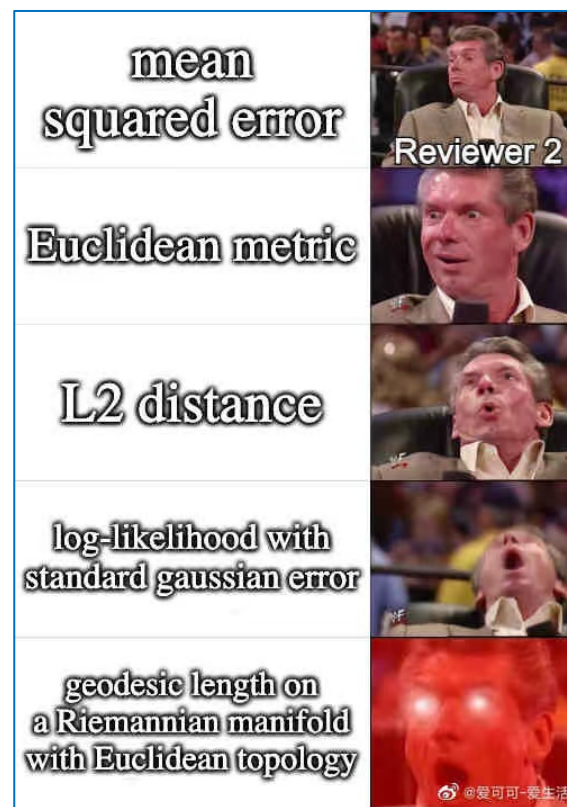 mean
squared error
Reviewer 2
Euclidean metric
L2 distance
log-likelihood with
standard gaussian error
geodesic length on
a Riemannian manifold
with Euclidean topology
@爱可可-爱生活